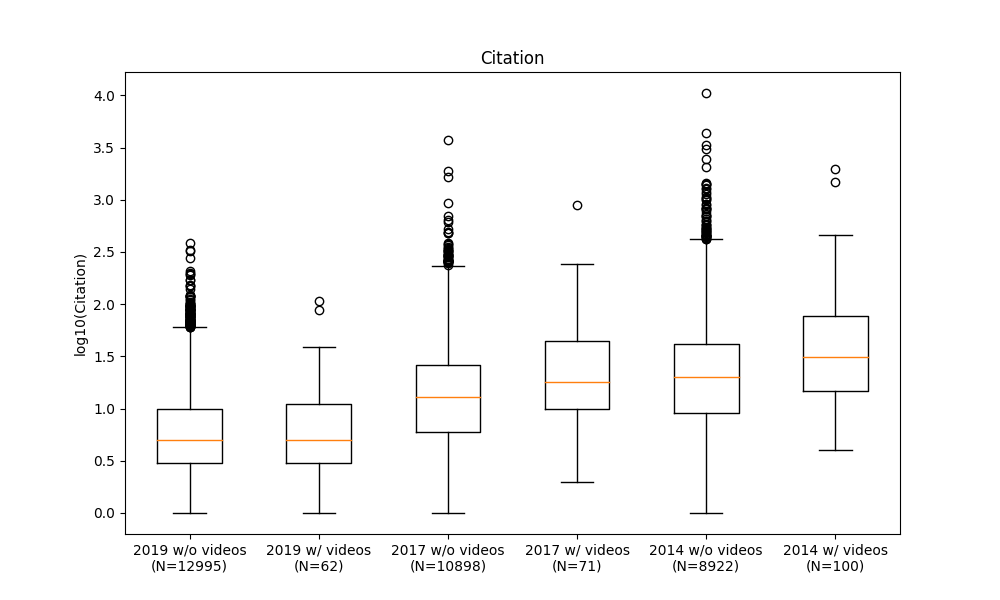 Citation
log10(Citation)
4.0
3.5
3.0
2.5
2.0
1.5
1.0
0.5
0.0
2019 w/o videos
(N=12995)
2019 w/ videos
(N=62)
2017 w/o videos
(N=10898)
2017 w/ videos
(N=71)
2014 w/o videos
(N=8922)
2014 w/ videos
(N=100)